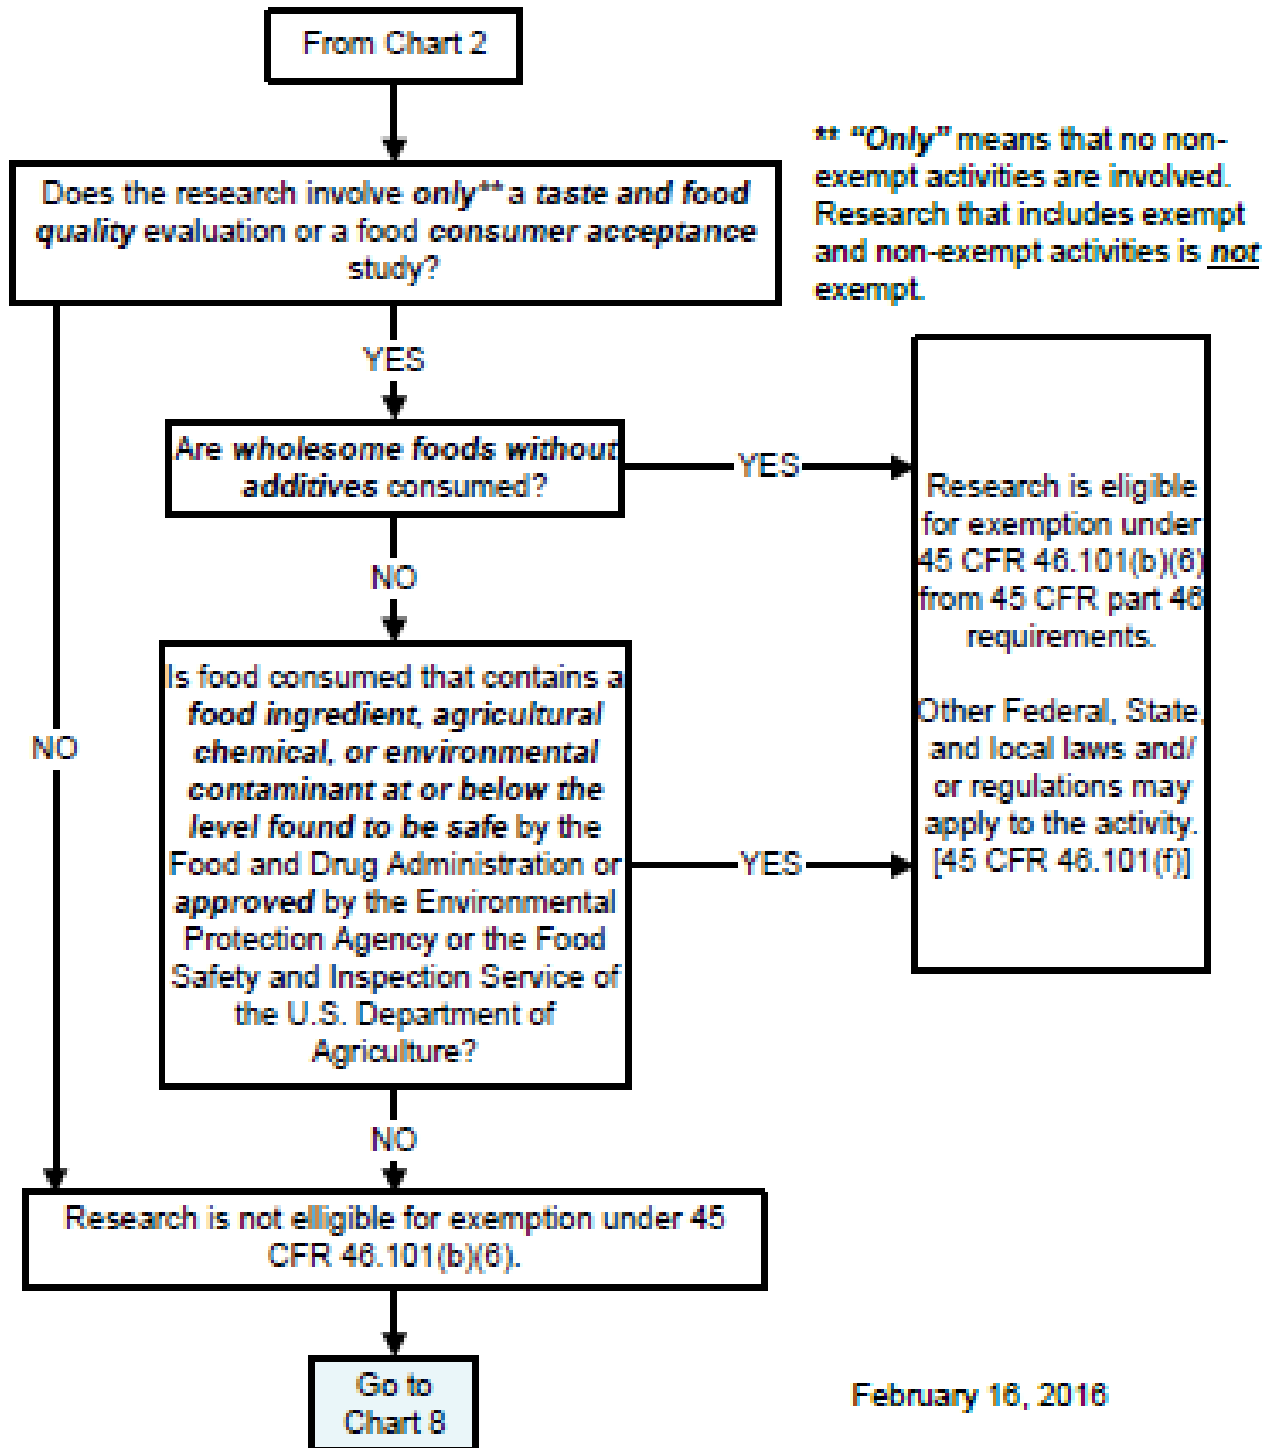 From Chart 2
Does the research involve only** a taste and food
quality evaluation or a food consumer acceptance
study?
** "Only" means that no non-
exempt activities are involved.
Research that includes exempt
and non-exempt activities is not
exempt.
YES
Are wholesome foods without
additives consumed?
YES
Research is eligible
for exemption under
45 CFR 46.101(b)(6)
from 45 CFR part 46
requirements.
Other Federal, State,
and local laws and/
or regulations may
apply to the activity.
[45 CFR 46.101(f)]
NO
Is food consumed that contains a
food ingredient, agricultural
chemical, or environmental
contaminant at or below the
level found to be safe by the
Food and Drug Administration or
approved by the Environmental
Protection Agency or the Food
Safety and Inspection Service of
the U.S. Department of
Agriculture?
NO
YES
NO
Research is not elligible for exemption under 45
CFR 46.101(b)(6).
Go to
Chart 8
February 16, 2016